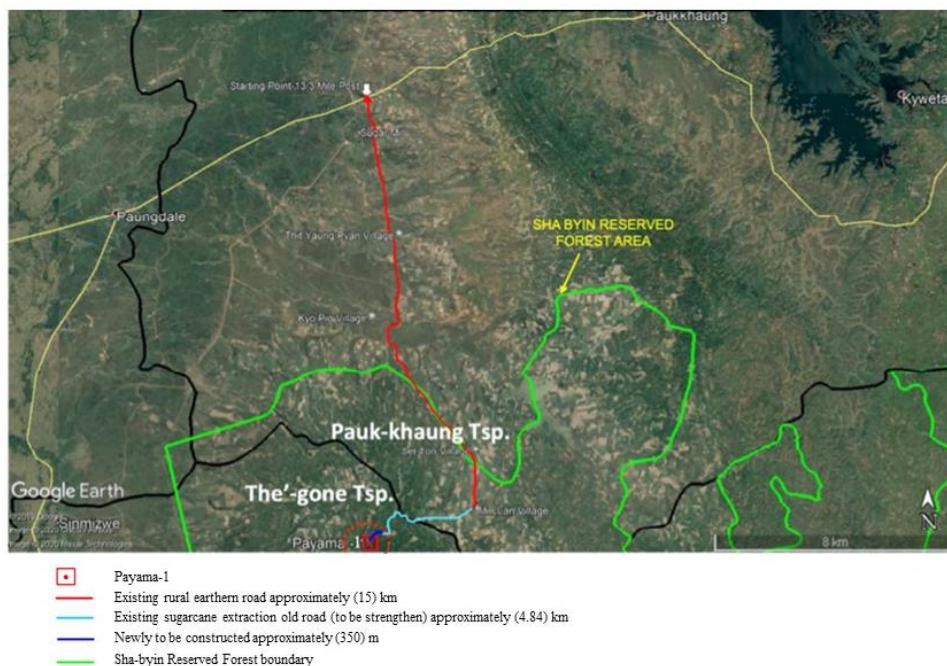 Paukkhaung
Starting Point-13/3 Mile Post
Kyweta
Sugar M
Paungdale
Thit Yaung Pyan Village
SHA BYIN RESERVED
FOREST AREA
Kyo Pin Village
Pauk-khaung Tsp.
Village
The'-gone Tsp.
Google Earth
Village
Sinmizwe
Payama -1
8 km
N
Payama-1
Existing rural earthern road approximately (15) km
Existing sugarcane extraction old road (to be strengthen) approximately (4.84) km
Newly to be constructed approximately (350) m
Sha-byin Reserved Forest boundary